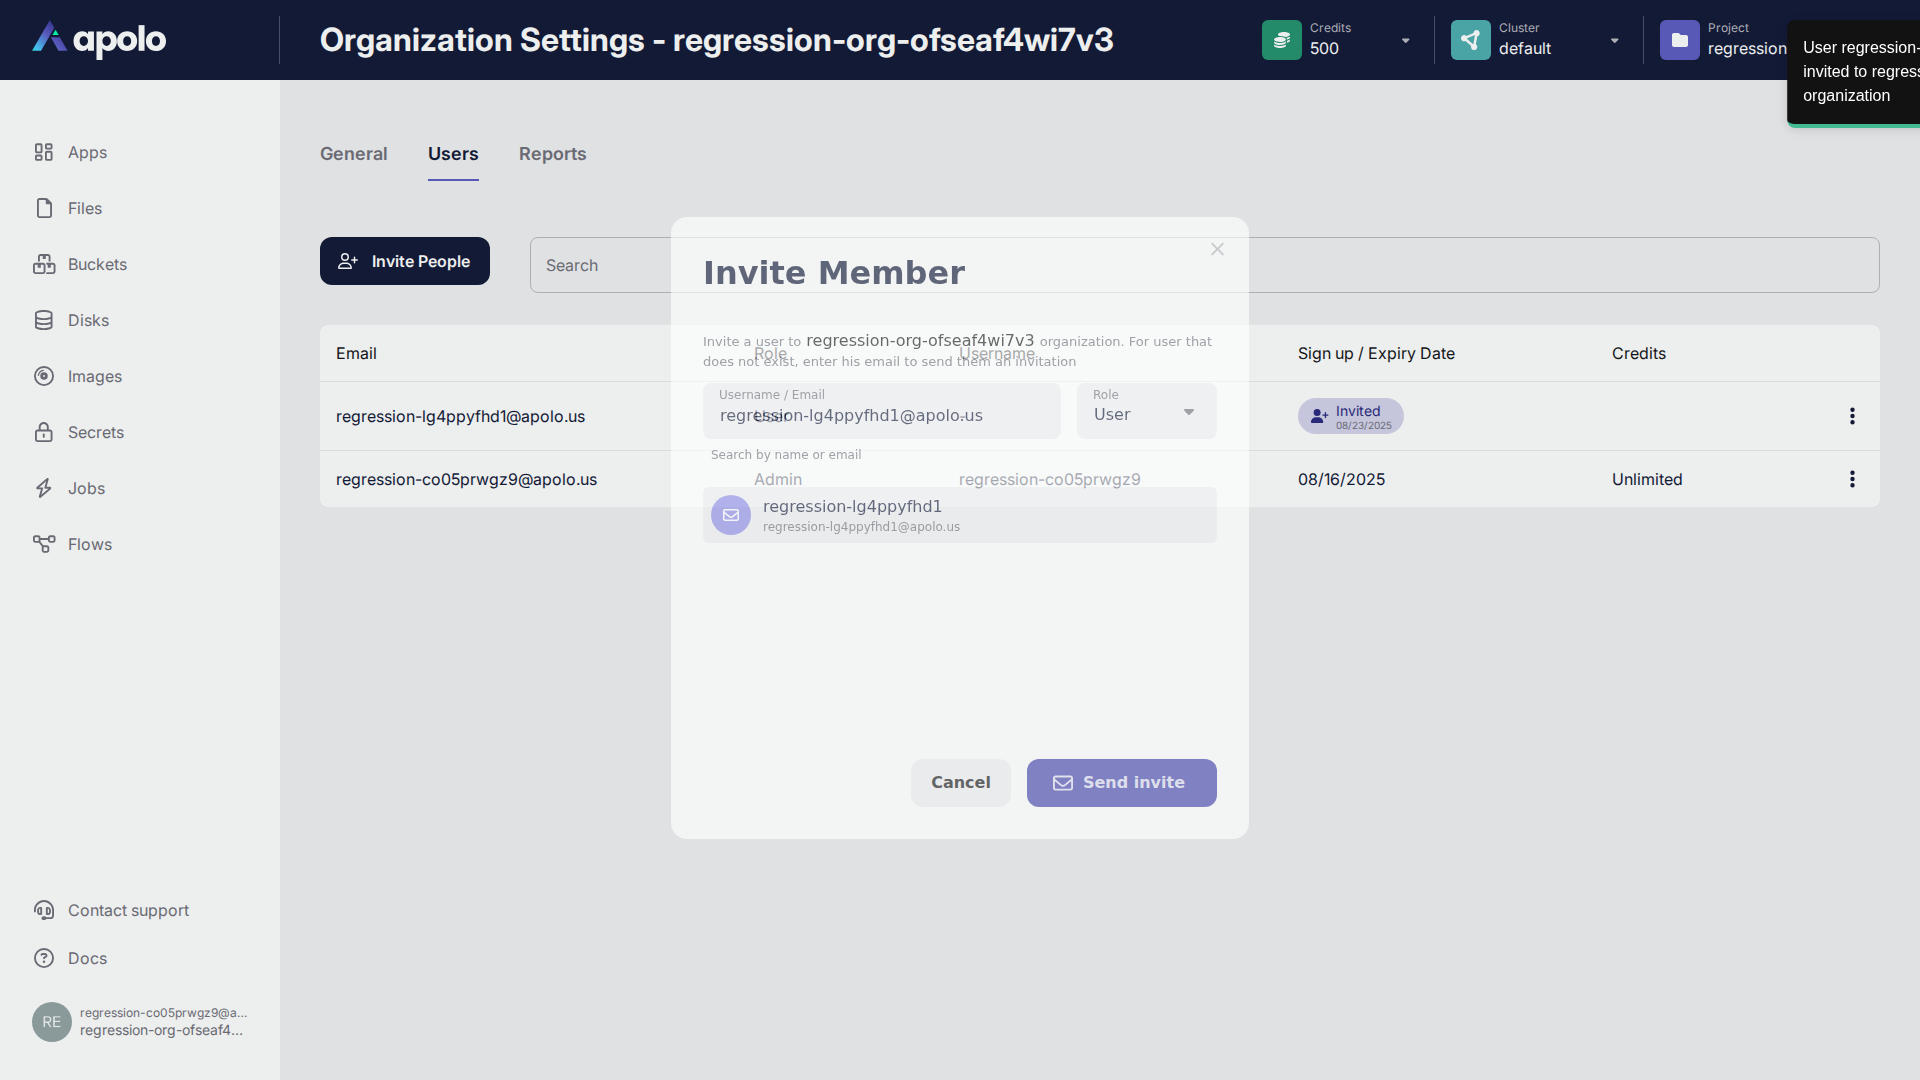 apolo
Organization Settings - regression-org-ofseaf4wi7v3
Credits
500
Cluster
default
Project
regression
User regression-
invited to regress
organization
Apps
Files
Buckets
Disks
Images
Secrets
Jobs
Flows
Contact support
Docs
RE
regression-co05prwgz9@a...
regression-org-ofseaf4...
General
Users
Reports
Invite People
Search
Email
Role
Username
Sign up / Expiry Date
Credits
regression-lg4ppyfhd1@apolo.us
User
-
Invited
08/23/2025
regression-co05prwgz9@apolo.us
Admin
regression-co05prwgz9
08/16/2025
Unlimited
Invite Member
Invite a user to regression-org-ofseaf4wi7v3 organization. For user that
does not exist, enter his email to send them an invitation
Username / Email
regression-lg4ppyfhd1@apolo.us
Role
User
Search by name or email
regression-lg4ppyfhd1
regression-lg4ppyfhd1@apolo.us
Cancel
Send invite